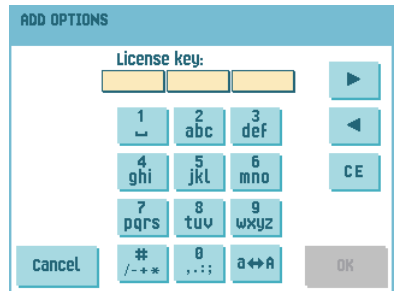 ADD OPTIONS
License key:
1 2 3
␣ abc def
4 5 6
ghi jkl mno
CE
7 8 9
pqrs tuv wxyz
Cancel
# 0
/-+* ,.:; a↔A
OK